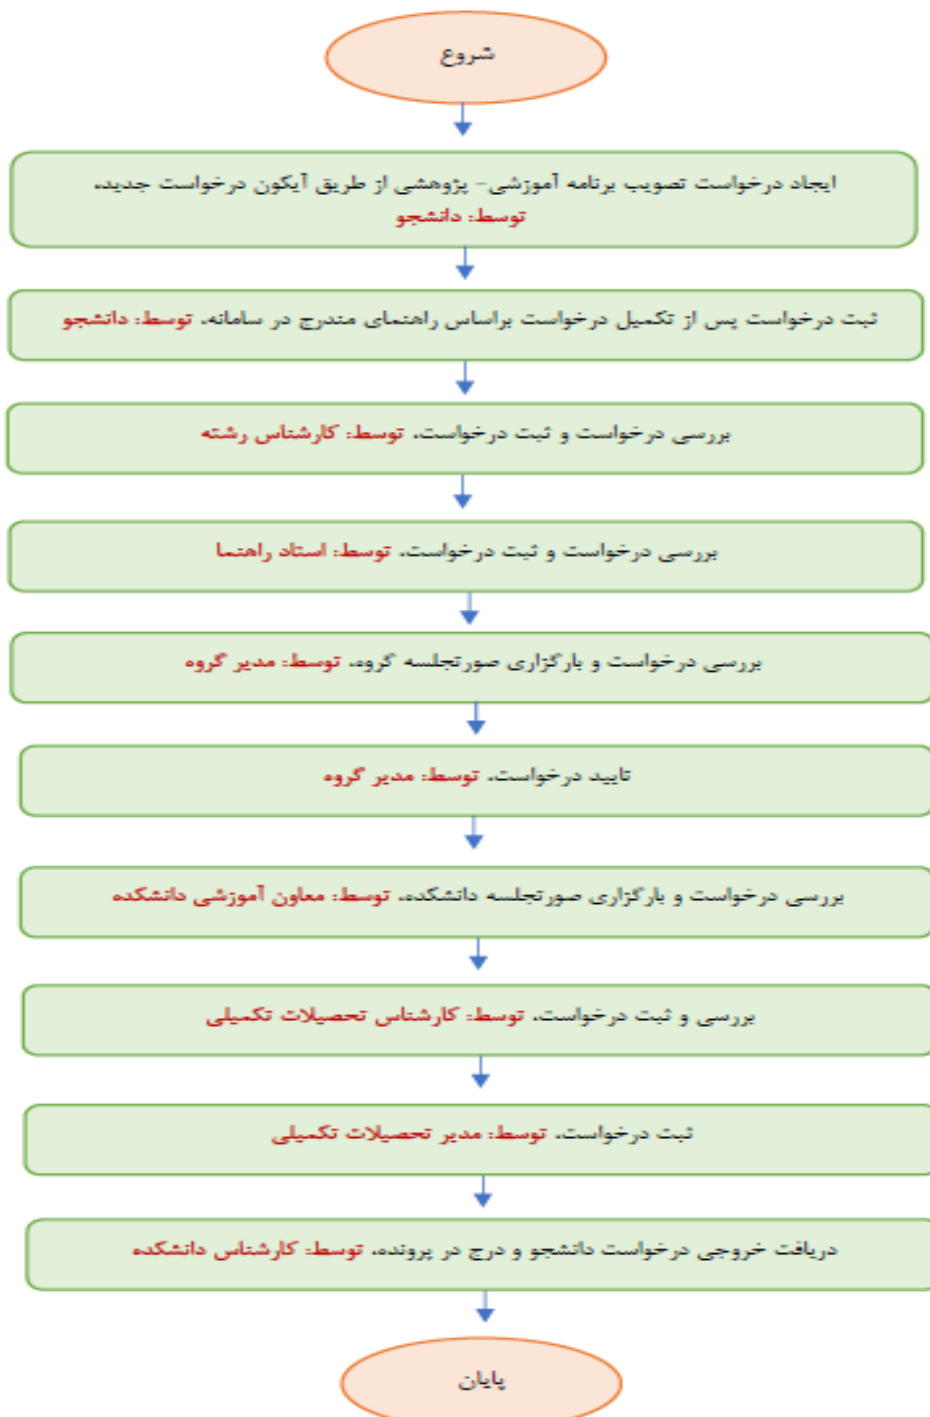 شروع
ایجاد درخواست تصویب برنامه آموزشی- پژوهشی از طریق آیکون درخواست جدید،
توسط: دانشجو
ثبت درخواست پس از تکمیل درخواست براساس راهنمای مندرج در سامانه، توسط: دانشجو
بررسی درخواست و ثبت درخواست، توسط: کارشناس رشته
بررسی درخواست و ثبت درخواست، توسط: استاد راهنما
بررسی درخواست و بارگزاری صورتجلسه گروه، توسط: مدیر گروه
تایید درخواست، توسط: مدیر گروه
بررسی درخواست و بارگزاری صورتجلسه دانشکده، توسط: معاون آموزشی دانشکده
بررسی و ثبت درخواست، توسط: کارشناس تحصیلات تکمیلی
ثبت درخواست، توسط: مدیر تحصیلات تکمیلی
دریافت خروجی درخواست دانشجو و درج در پرونده، توسط: کارشناس دانشکده
پایان